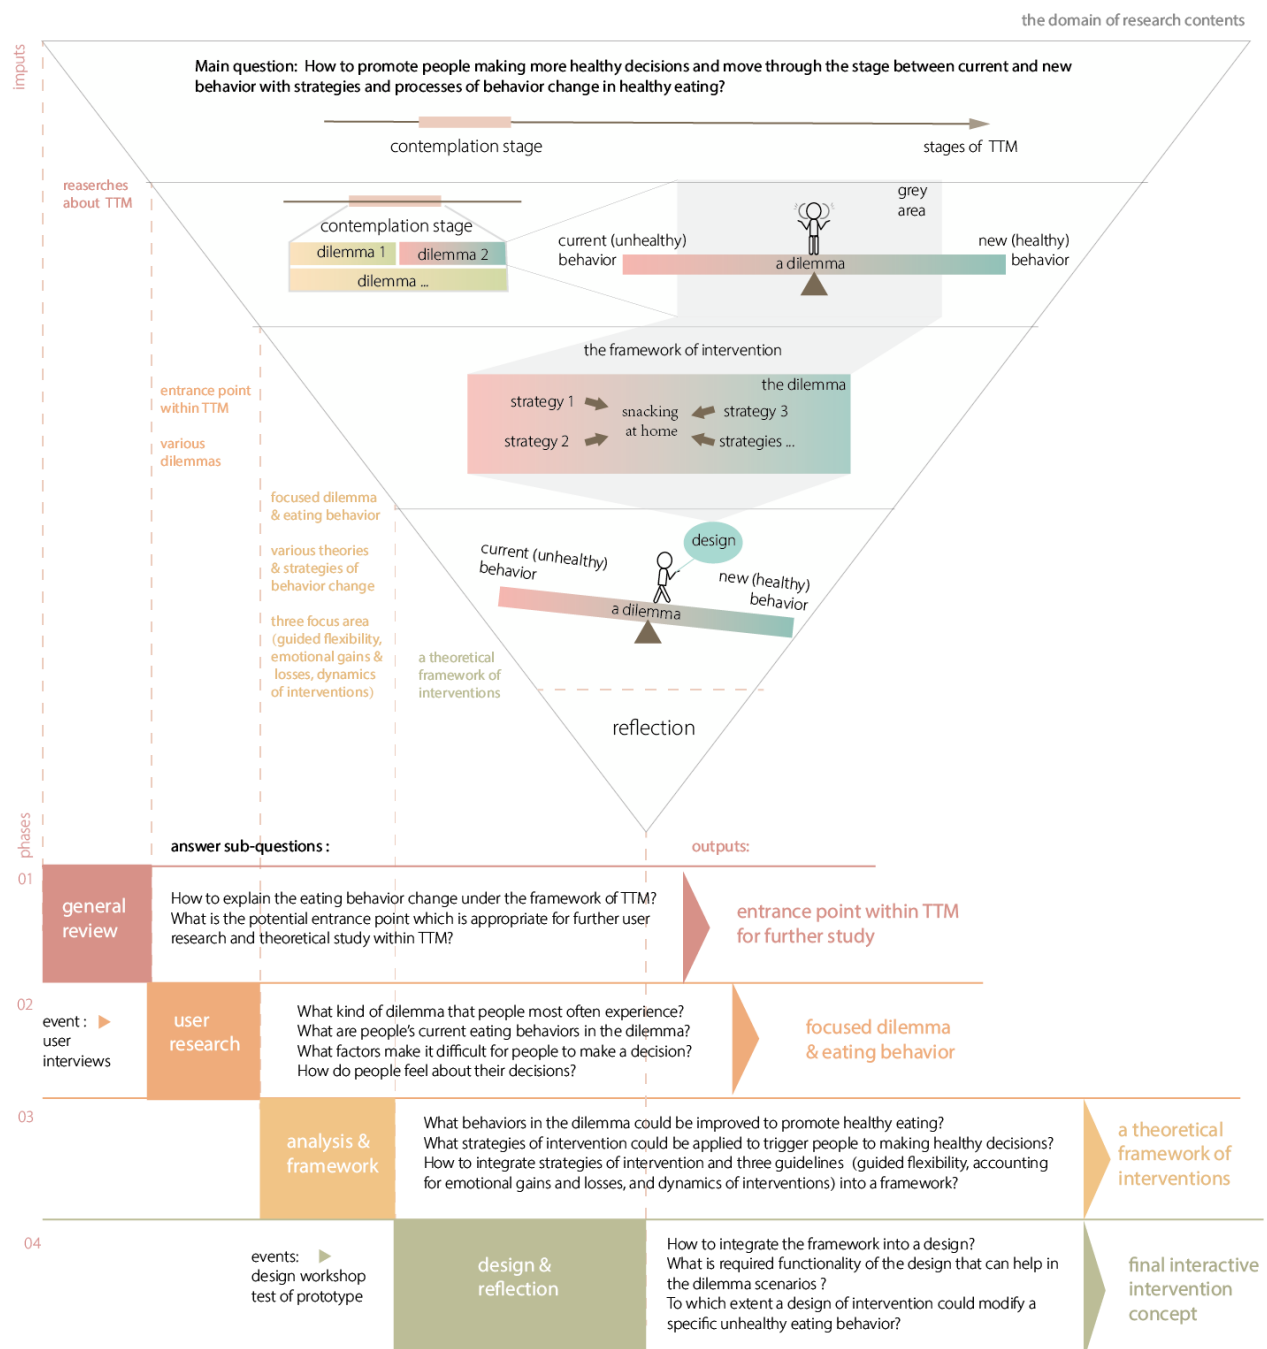 the domain of research contents
imputs
Main question:  How to promote people making more healthy decisions and move through the stage between current and new
behavior with strategies and processes of behavior change in healthy eating?
contemplation stage
stages of TTM
reaserches
about TTM
contemplation stage
dilemma 1
dilemma 2
dilemma ...
grey
area
current (unhealthy)
behavior
new (healthy)
behavior
a dilemma
the framework of intervention
the dilemma
strategy 1
strategy 2
snacking
at home
strategy 3
strategies ...
entrance point
within TTM
various
dilemmas
focused dilemma
& eating behavior
various theories
& strategies of
behavior change
three focus area
(guided flexibility,
emotional gains &
losses, dynamics
of interventions)
design
current (unhealthy)
behavior
new (healthy)
behavior
a dilemma
a theoretical
framework of
interventions
reflection
phases
answer sub-questions :
outputs:
01
general
review
How to explain the eating behavior change under the framework of TTM?
What is the potential entrance point which is appropriate for further user
research and theoretical study within TTM?
entrance point within TTM
for further study
02
event :
user
interviews
user
research
What kind of dilemma that people most often experience?
What are people's current eating behaviors in the dilemma?
What factors make it difficult for people to make a decision?
How do people feel about their decisions?
focused dilemma
& eating behavior
03
analysis &
framework
What behaviors in the dilemma could be improved to promote healthy eating?
What strategies of intervention could be applied to trigger people to making healthy decisions?
How to integrate strategies of intervention and three guidelines  (guided flexibility, accounting
for emotional gains and losses, and dynamics of interventions) into a framework?
a theoretical
framework of
interventions
04
events:
design workshop
test of prototype
design &
reflection
How to integrate the framework into a design?
What is required functionality of the design that can help in
the dilemma scenarios ?
To which extent a design of intervention could modify a
specific unhealthy eating behavior?
final interactive
intervention
concept